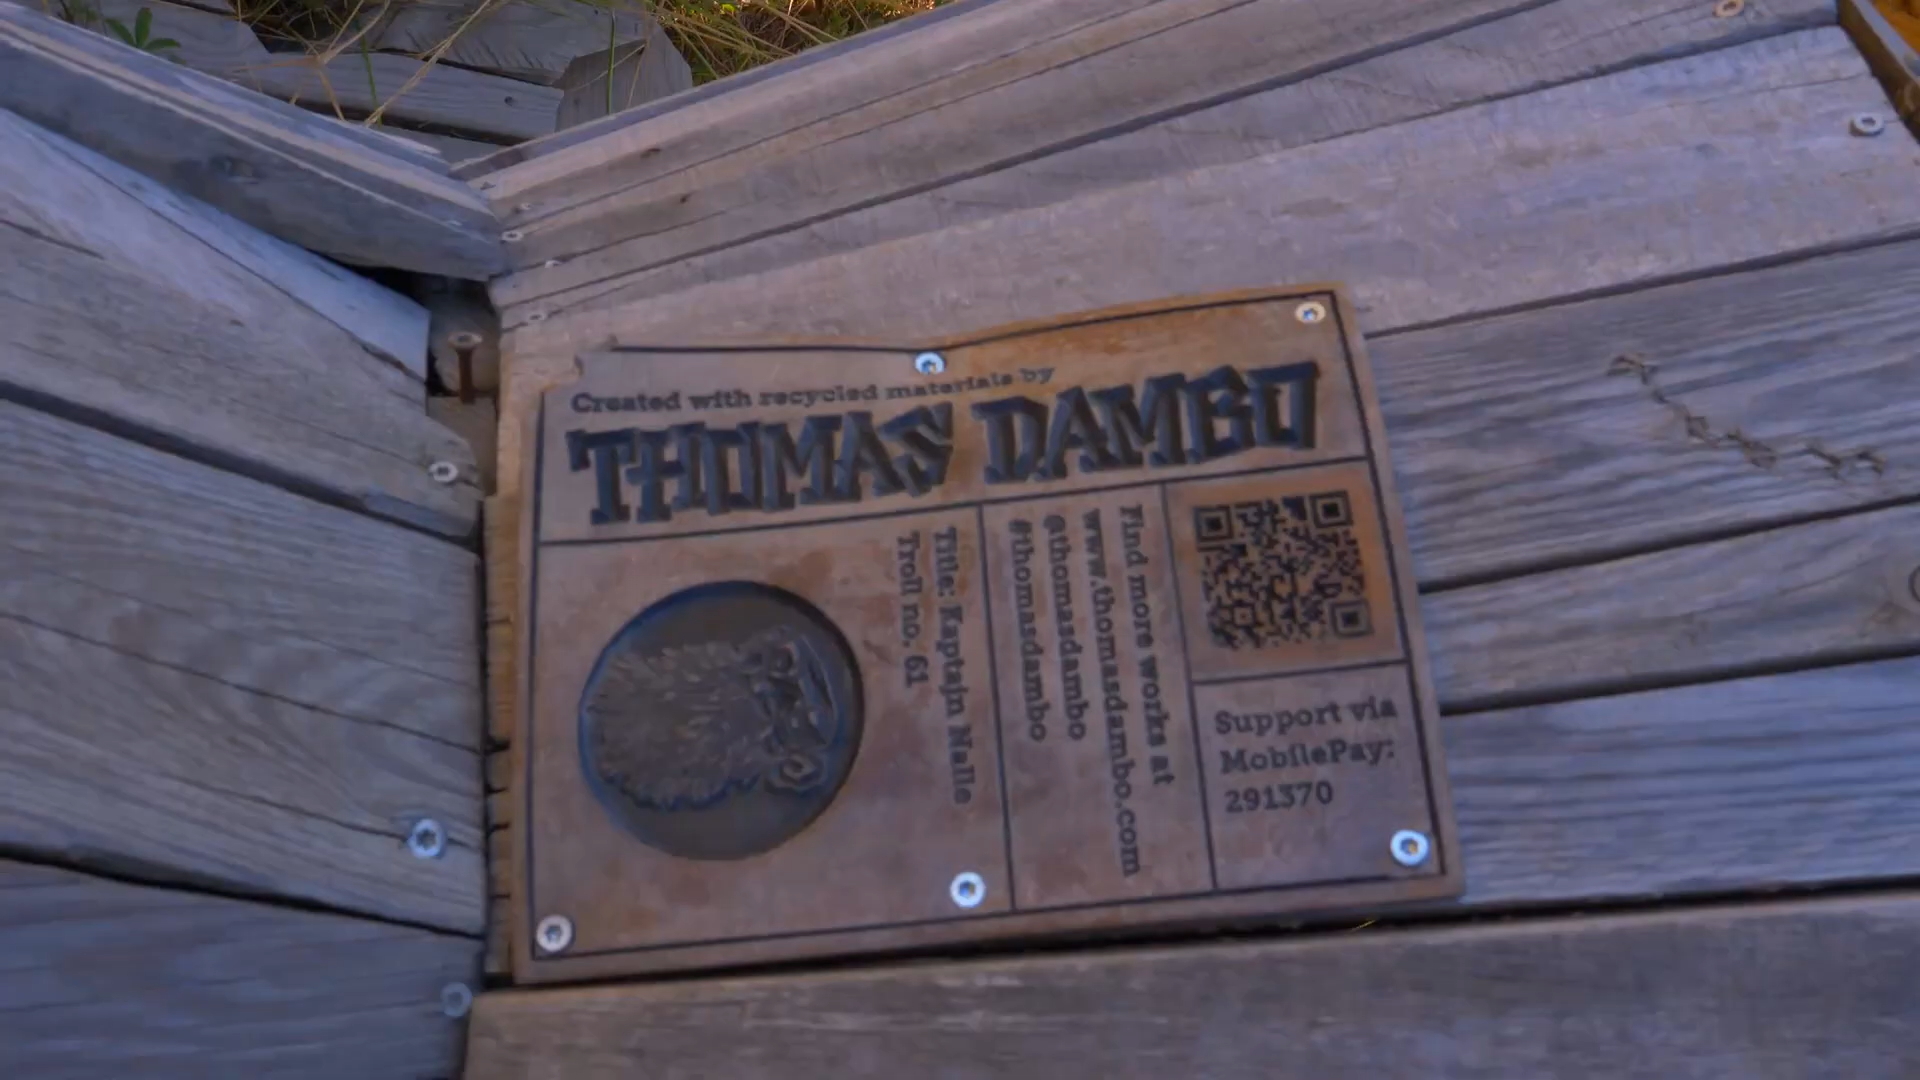 Created with recycled materials by
THOMAS DAMBO
Title: Kaptajn Nalle
Troll no. 61
Find more works at
www.thomasdambo.com
@thomasdambo
#thomasdambo
Support via
MobilePay:
291370